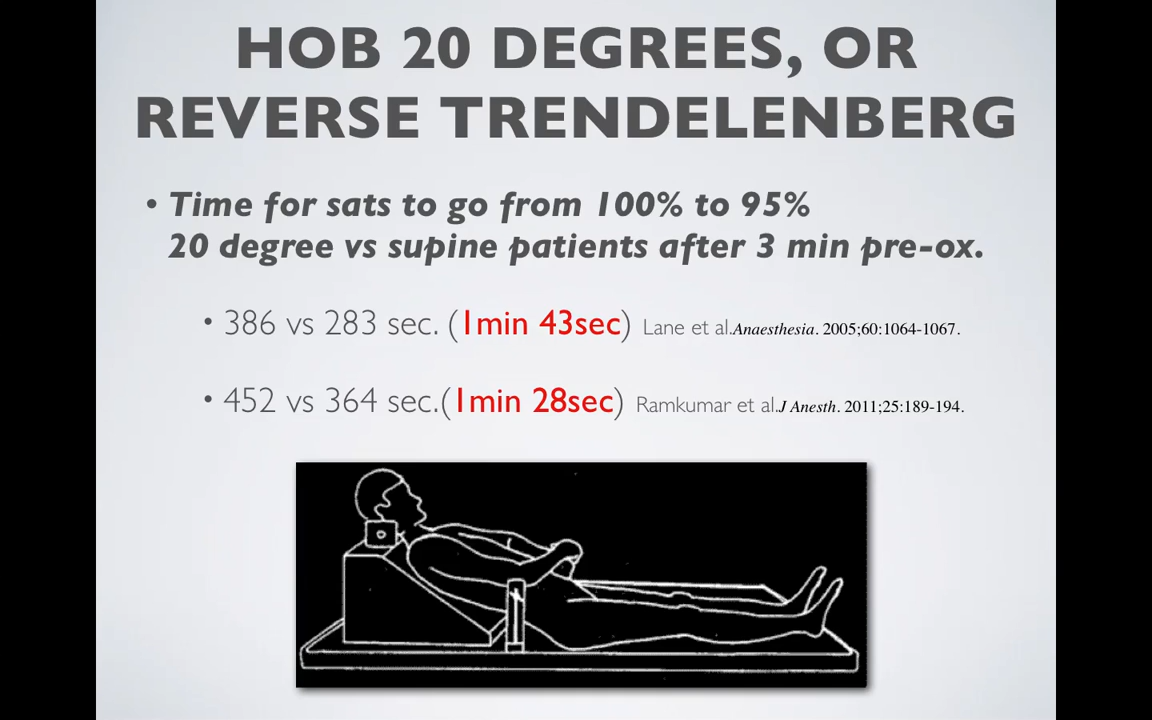 HOB 20 DEGREES, OR
REVERSE TRENDELENBERG
• Time for sats to go from 100% to 95%
20 degree vs supine patients after 3 min pre-ox.
• 386 vs 283 sec. (1min 43sec) Lane et al.Anaesthesia. 2005;60:1064-1067.
• 452 vs 364 sec.(1min 28sec) Ramkumar et al.J Anesth. 2011;25:189-194.